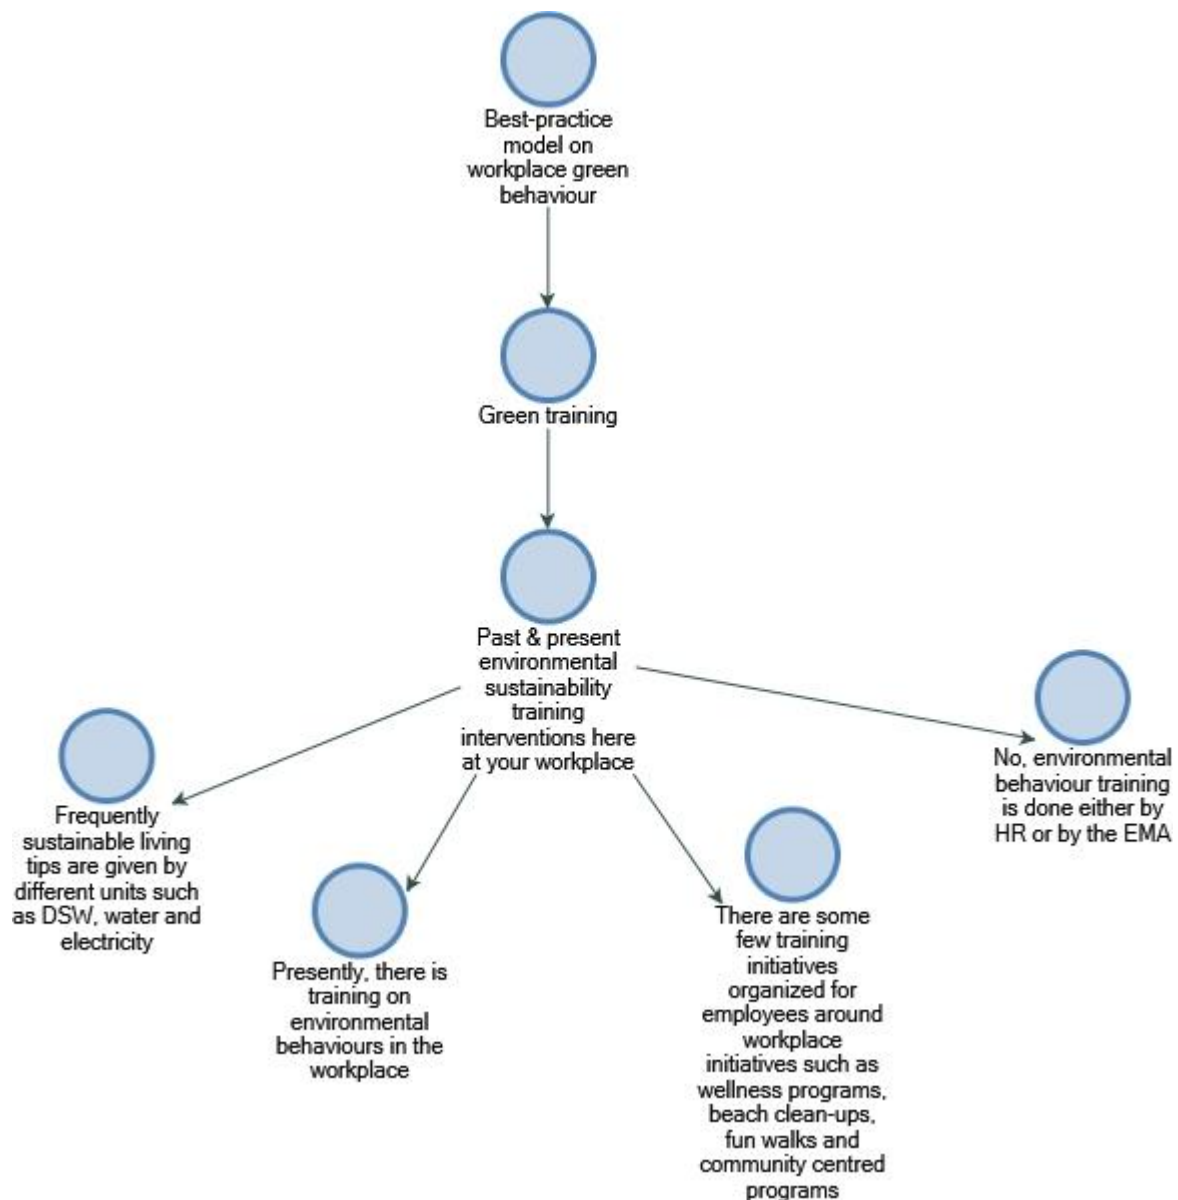 Best-practice
model on
workplace green
behaviour
Green training
Past & present
environmental
sustainability
training
interventions here
at your workplace
Frequently
sustainable living
tips are given by
different units such
as DSW, water and
electricity
Presently, there is
training on
environmental
behaviours in the
workplace
There are some
few training
initiatives
organized for
employees around
workplace
initiatives such as
wellness programs,
beach clean-ups,
fun walks and
community centred
programs
No, environmental
behaviour training
is done either by
HR or by the EMA